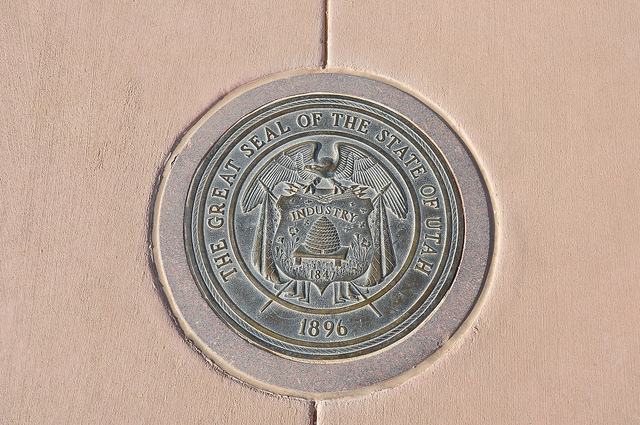 THE GREAT SEAL OF THE STATE OF UTAH
INDUSTRY
1847
1896